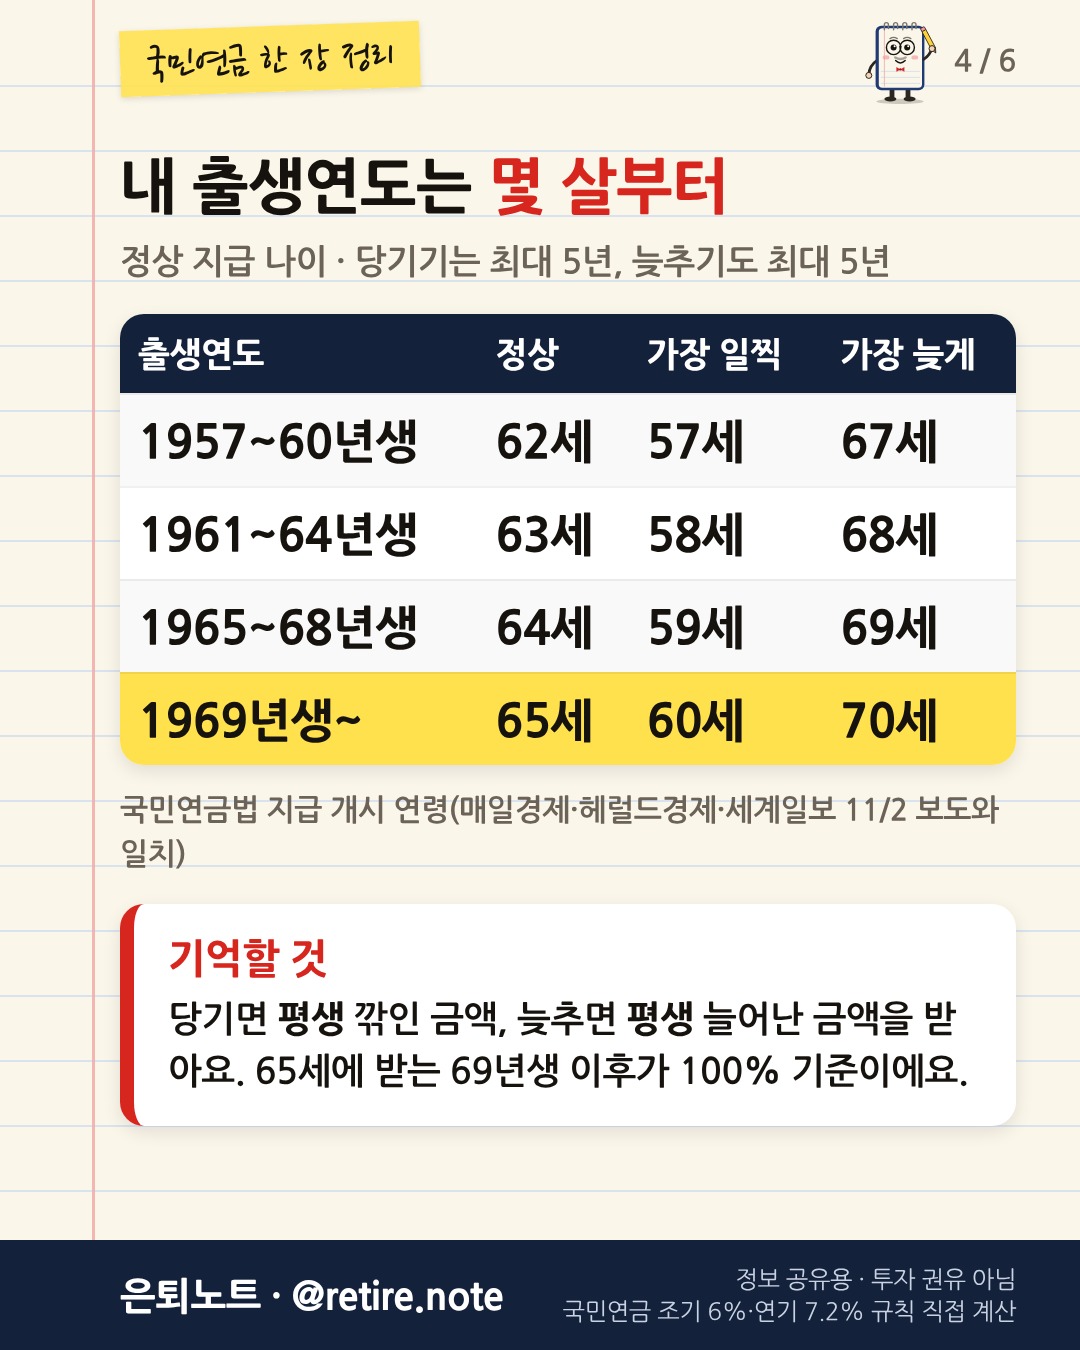 국민연금 한 장 정리
4 / 6
내 출생연도는 몇 살부터
정상 지급 나이 · 당기기는 최대 5년, 늦추기도 최대 5년
출생연도 정상 가장 일찍 가장 늦게
1957~60년생 62세 57세 67세
1961~64년생 63세 58세 68세
1965~68년생 64세 59세 69세
1969년생~ 65세 60세 70세
국민연금법 지급 개시 연령(매일경제·헤럴드경제·세계일보 11/2 보도와
일치)
기억할 것
당기면 평생 깎인 금액, 늦추면 평생 늘어난 금액을 받
아요. 65세에 받는 69년생 이후가 100% 기준이에요.
은퇴노트 · @retire.note
정보 공유용 · 투자 권유 아님
국민연금 조기 6%·연기 7.2% 규칙 직접 계산